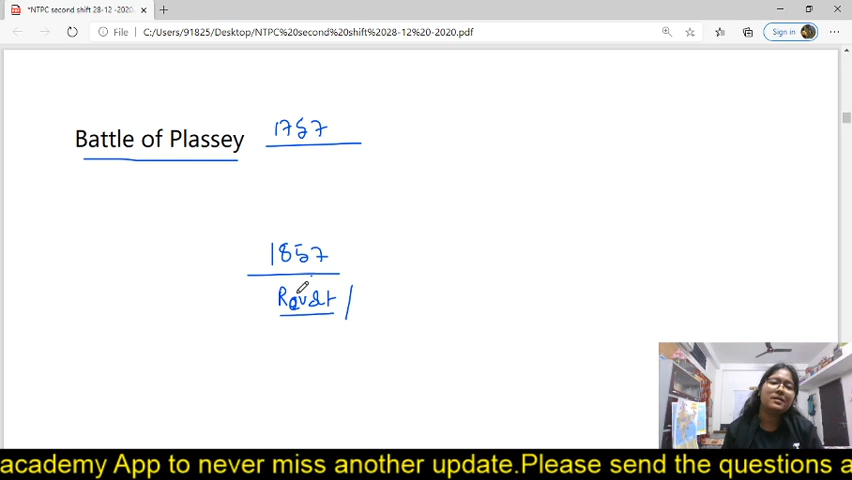 *NTPC second shift 28-12 -2020.
File
C:/Users/91825/Desktop/NTPC%20second%20shift%2028-12%20-2020.pdf
Sign in
Battle of Plassey 1757
1857
Revolt /
academy App to never miss another update.Please send the questions a